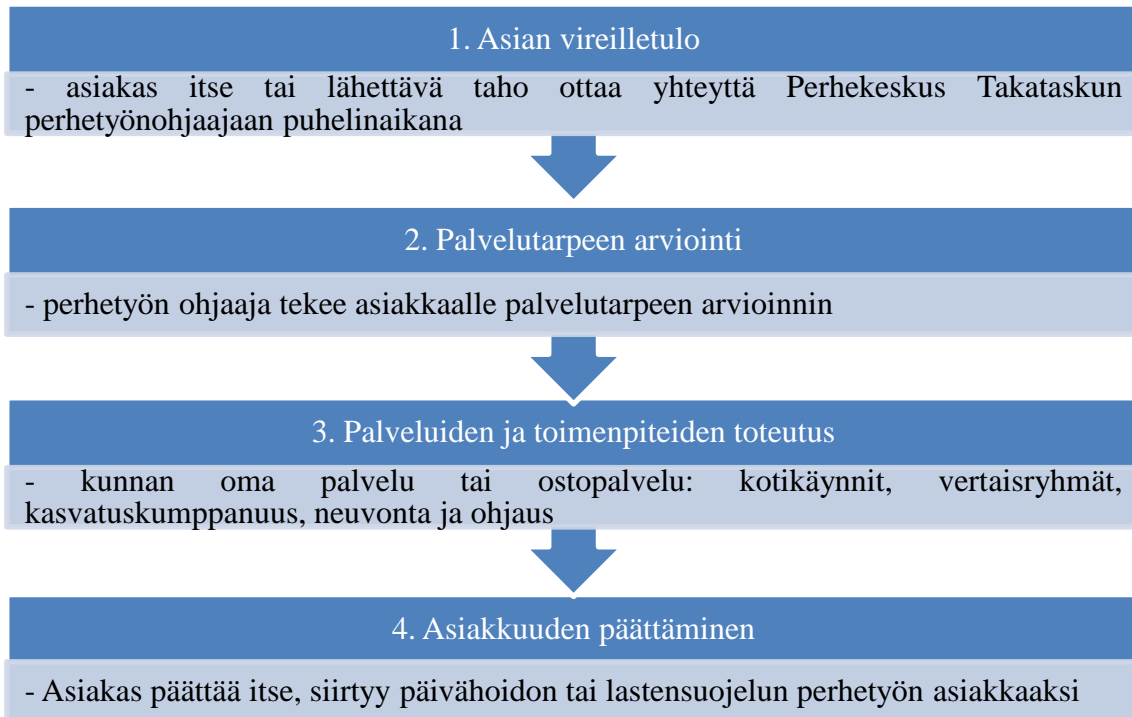 1. Asian vireilletulo
- asiakas itse tai lähettävä taho ottaa yhteyttä Perhekeskus Takataskun
perhetyönohjaajaan puhelinaikana
2. Palvelutarpeen arviointi
- perhetyön ohjaaja tekee asiakkaalle palvelutarpeen arvioinnin
3. Palveluiden ja toimenpiteiden toteutus
- kunnan oma palvelu tai ostopalvelu: kotikäynnit, vertaisryhmät,
kasvatuskumppanuus, neuvonta ja ohjaus
4. Asiakkuuden päättäminen
- Asiakas päättää itse, siirtyy päivähoidon tai lastensuojelun perhetyön asiakkaaksi